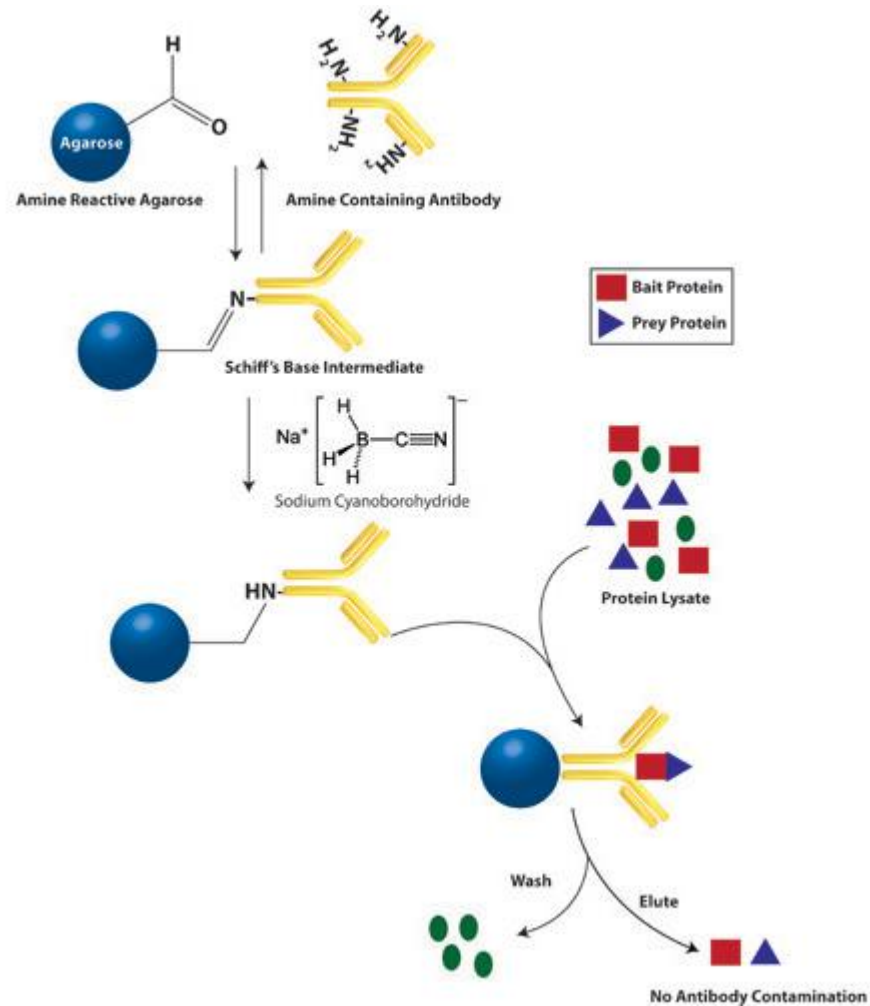 H
O
Agarose
Amine Reactive Agarose
H₂N-
H₂N-
-NH₂
H₂N-
Amine Containing Antibody
N
Schiff's Base Intermediate
Bait Protein
Prey Protein
Na⁺ [H H H B C≡N]⁻
Sodium Cyanoborohydride
HN-
Protein Lysate
Wash
Elute
No Antibody Contamination